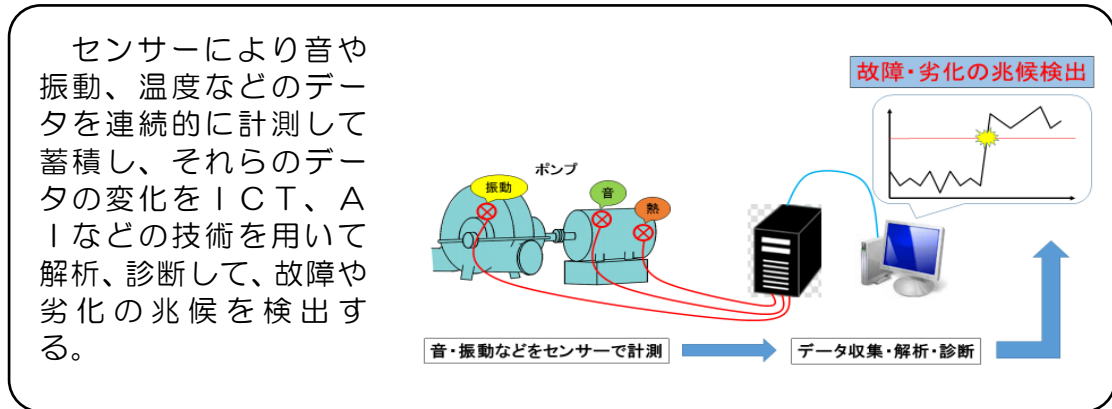 センサーにより音や
振動、温度などのデー
タを連続的に計測して
蓄積し、それらのデー
タの変化をＩＣＴ、Ａ
Ｉなどの技術を用いて
解析、診断して、故障や
劣化の兆候を検出す
る。
故障・劣化の兆候検出
ポンプ
振動
音
熱
音・振動などをセンサーで計測
データ収集・解析・診断